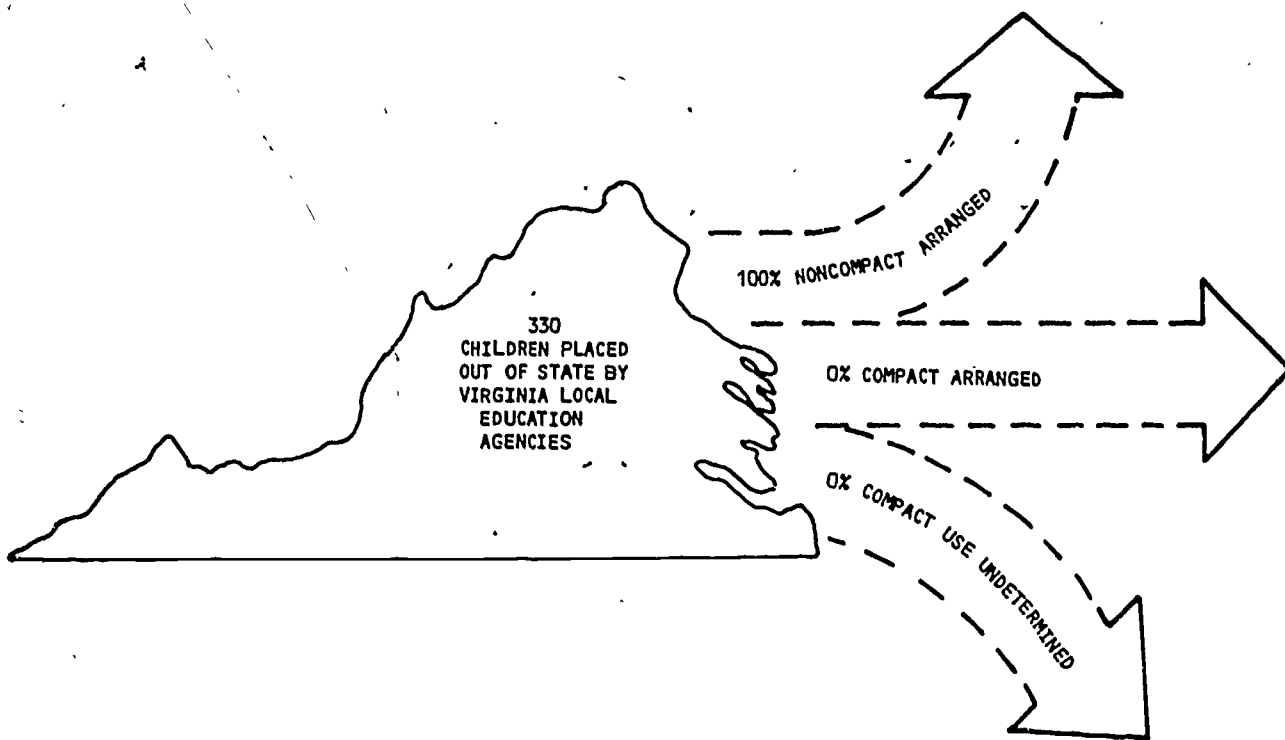 330
CHILDREN PLACED
OUT OF STATE BY
VIRGINIA LOCAL
EDUCATION
AGENCIES
100% NONCOMPACT ARRANGED
0% COMPACT ARRANGED
0% COMPACT USE UNDETERMINED